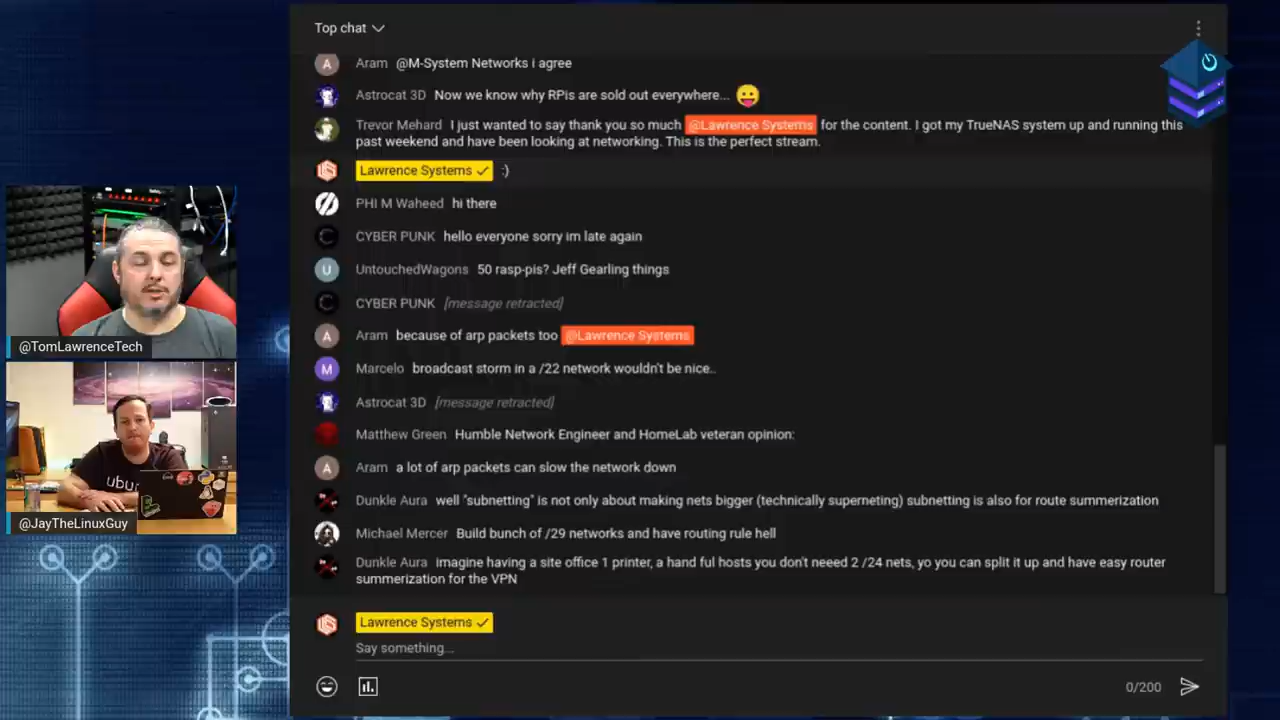 Top chat
A Aram @M-System Networks i agree
Astrocat 3D Now we know why RPis are sold out everywhere...
Trevor Mehard I just wanted to say thank you so much @Lawrence Systems for the content. I got my TrueNAS system up and running this
past weekend and have been looking at networking. This is the perfect stream.
Lawrence Systems :)
PHI M Waheed hi there
C CYBER PUNK hello everyone sorry im late again
U UntouchedWagons 50 rasp-pis? Jeff Gearling things
C CYBER PUNK [message retracted]
A Aram because of arp packets too @Lawrence Systems
@TomLawrenceTech
M Marcelo broadcast storm in a /22 network wouldn't be nice..
Astrocat 3D [message retracted]
Matthew Green Humble Network Engineer and HomeLab veteran opinion:
A Aram a lot of arp packets can slow the network down
ubu
Dunkle Aura well "subnetting" is not only about making nets bigger (technically superneting) subnetting is also for route summerization
@JayTheLinuxGuy
Michael Mercer Build bunch of /29 networks and have routing rule hell
Dunkle Aura imagine having a site office 1 printer, a hand ful hosts you don't neeed 2 /24 nets, yo you can split it up and have easy router
summerization for the VPN
Lawrence Systems
Say something...
0/200